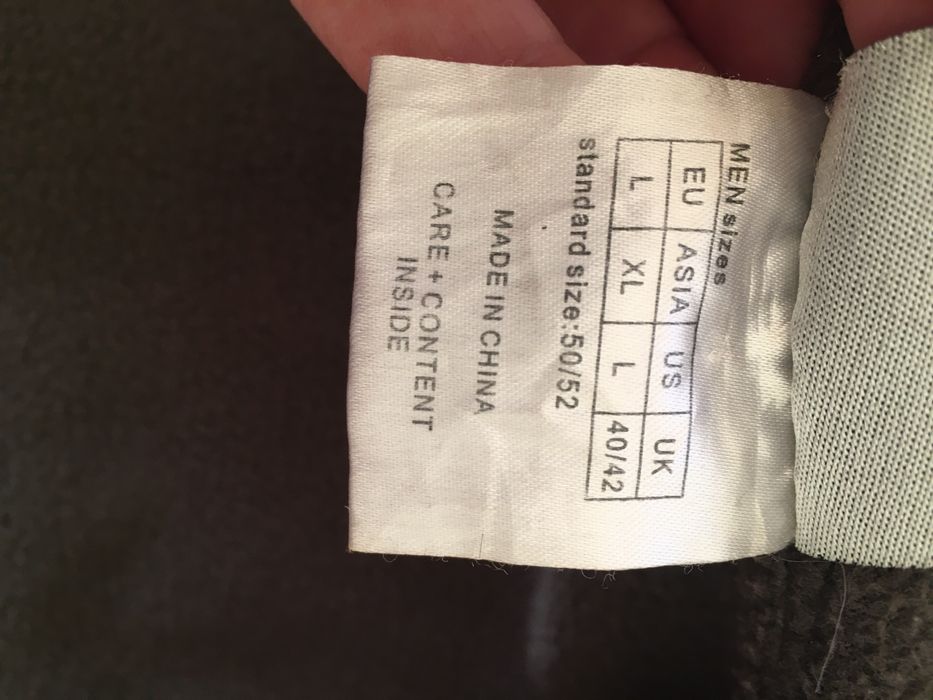 MEN sizes
EU ASIA US UK
L XL L 40/42
standard size:50/52
MADE IN CHINA
CARE + CONTENT
INSIDE